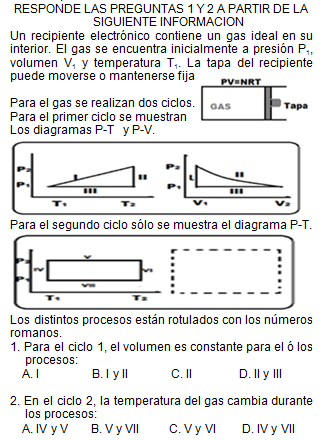 RESPONDE LAS PREGUNTAS 1 Y 2 A PARTIR DE LA
SIGUIENTE INFORMACION
Un recipiente electrónico contiene un gas ideal en su
interior. El gas se encuentra inicialmente a presión P₁,
volumen V₁ y temperatura T₁. La tapa del recipiente
puede moverse o mantenerse fija
PV=NRT
GAS
Tapa
Para el gas se realizan dos ciclos.
Para el primer ciclo se muestran
Los diagramas P-T y P-V.
P₂
P₁
I
II
III
T₁
T₂
P₂
P₁
L
II
III
V₁
V₂
Para el segundo ciclo sólo se muestra el diagrama P-T.
P₂
P₁
IV
V
VI
VII
T₁
T₂
Los distintos procesos están rotulados con los números
romanos.
1. Para el ciclo 1, el volumen es constante para el ó los
procesos:
A. I B. I y II C. II D. II y III
2. En el ciclo 2, la temperatura del gas cambia durante
los procesos:
A. IV y V B. V y VII C. V y VI D. IV y VII